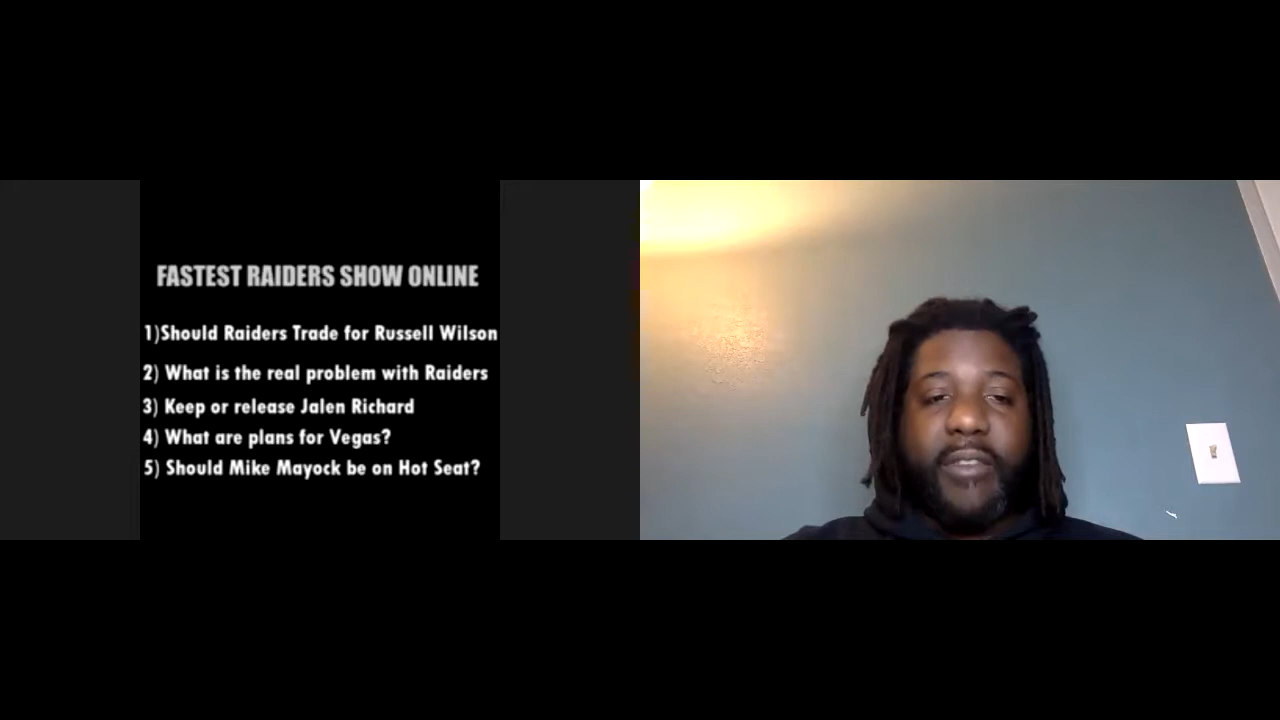 FASTEST RAIDERS SHOW ONLINE
1)Should Raiders Trade for Russell Wilson
2) What is the real problem with Raiders
3) Keep or release Jalen Richard
4) What are plans for Vegas?
5) Should Mike Mayock be on Hot Seat?